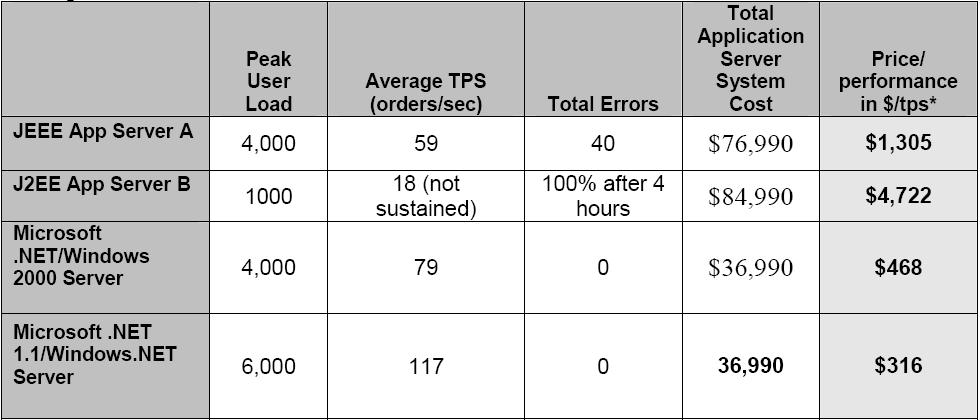 Peak User Load
Average TPS (orders/sec)
Total Errors
Total Application Server System Cost
Price/ performance in $/tps*
JEEE App Server A
4,000
59
40
$76,990
$1,305
J2EE App Server B
1000
18 (not sustained)
100% after 4 hours
$84,990
$4,722
Microsoft .NET/Windows 2000 Server
4,000
79
0
$36,990
$468
Microsoft .NET 1.1/Windows.NET Server
6,000
117
0
36,990
$316